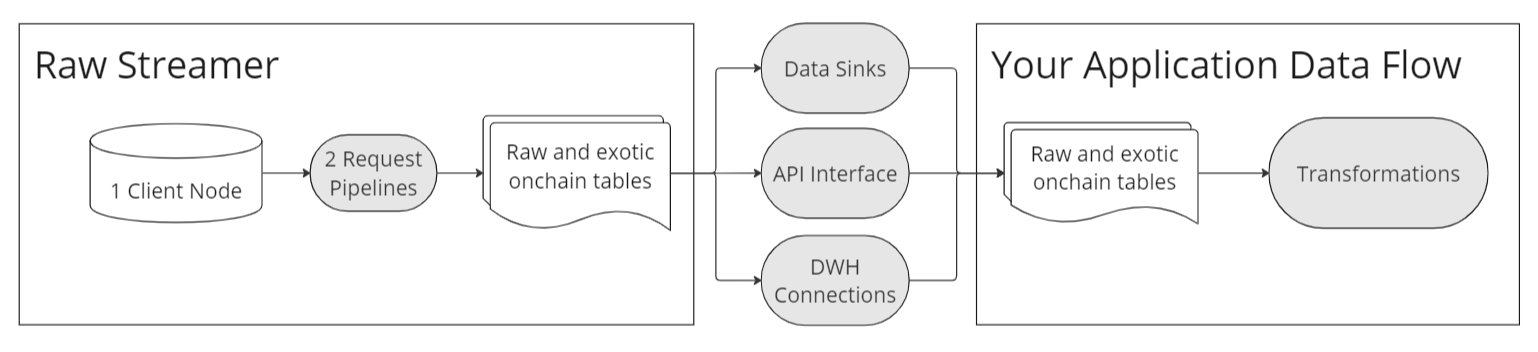 Raw Streamer
1 Client Node
2 Request
Pipelines
Raw and exotic
onchain tables
Data Sinks
API Interface
DWH
Connections
Your Application Data Flow
Raw and exotic
onchain tables
Transformations